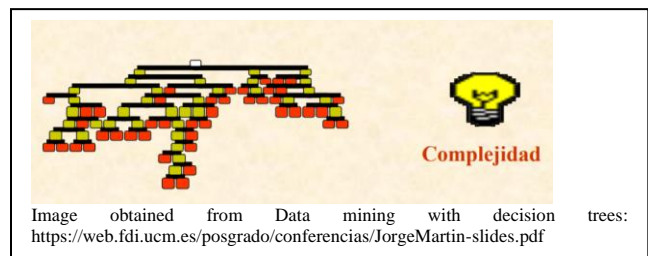 Complejidad
Image obtained from Data mining with decision trees:
https://web.fdi.ucm.es/posgrado/conferencias/JorgeMartin-slides.pdf